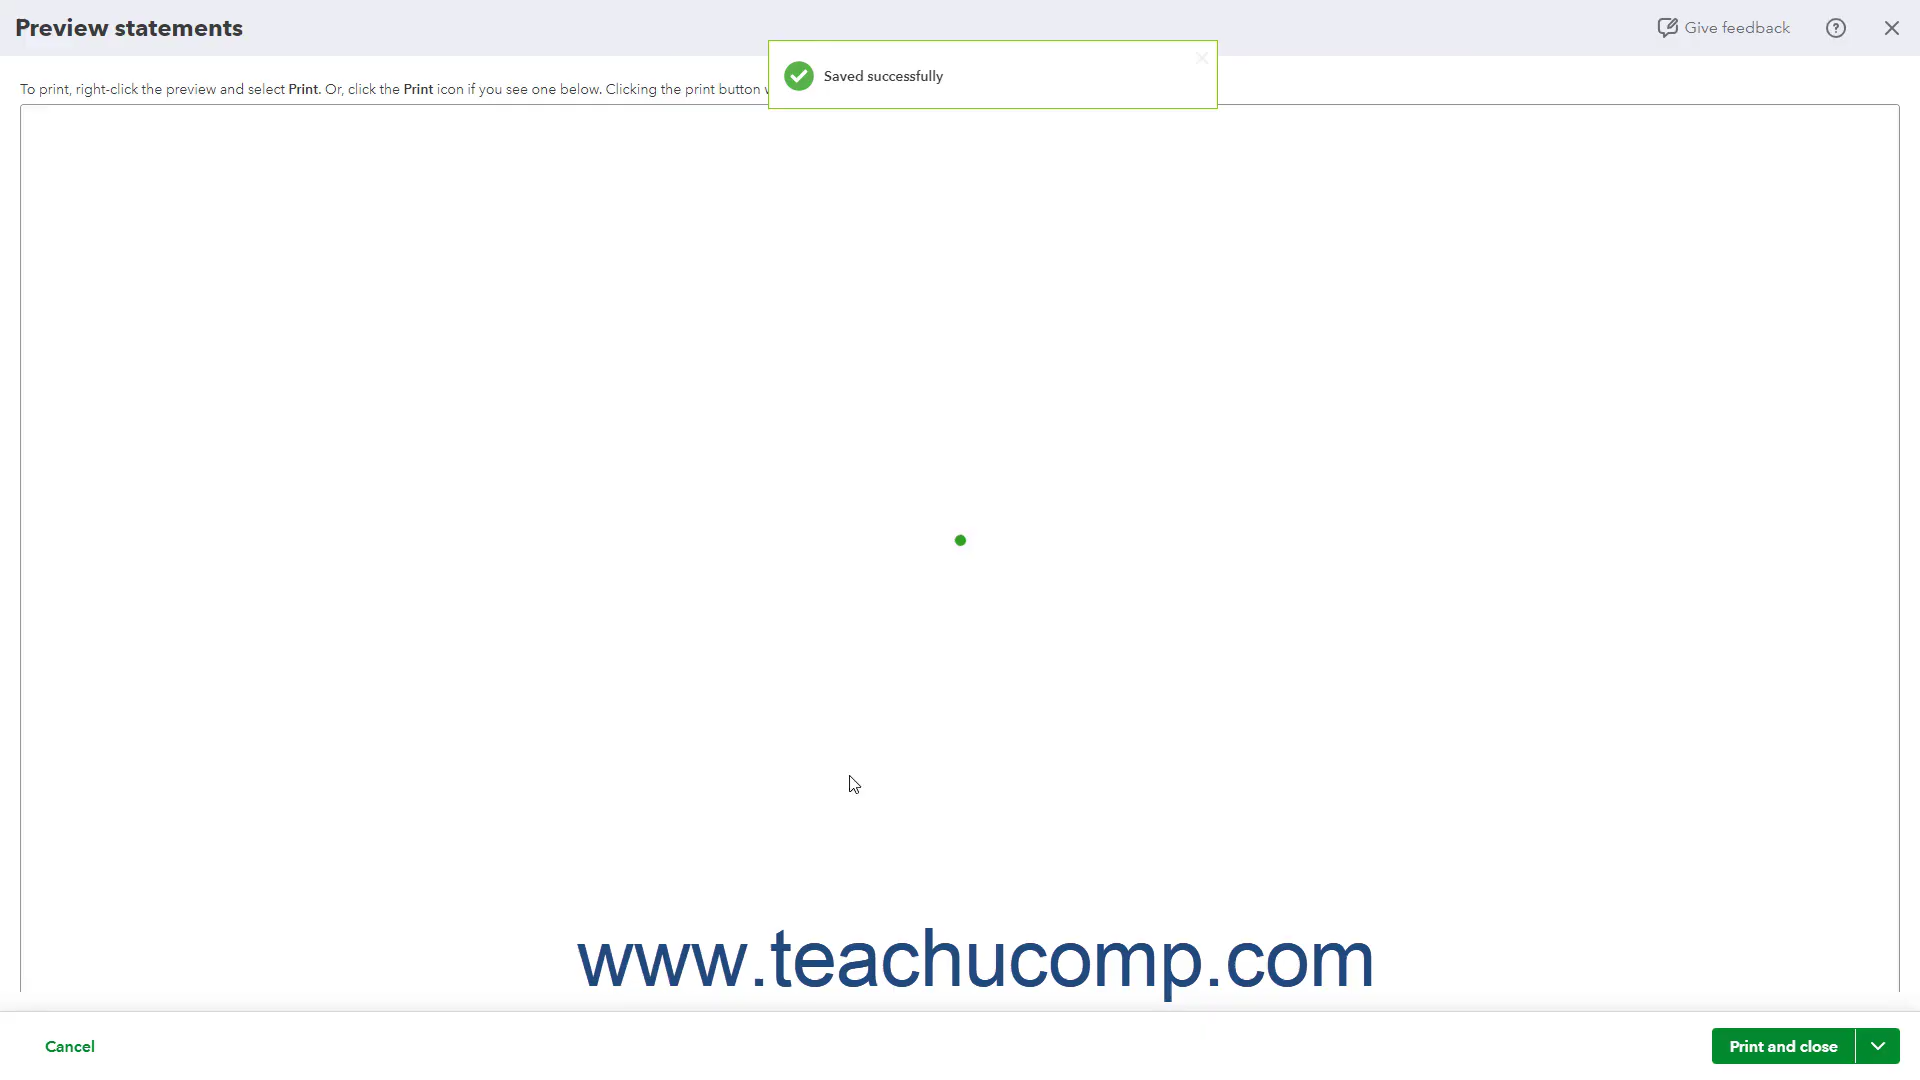 Preview statements
Give feedback
Saved successfully
To print, right-click the preview and select Print. Or, click the Print icon if you see one below. Clicking the print button
www.teachucomp.com
Cancel
Print and close